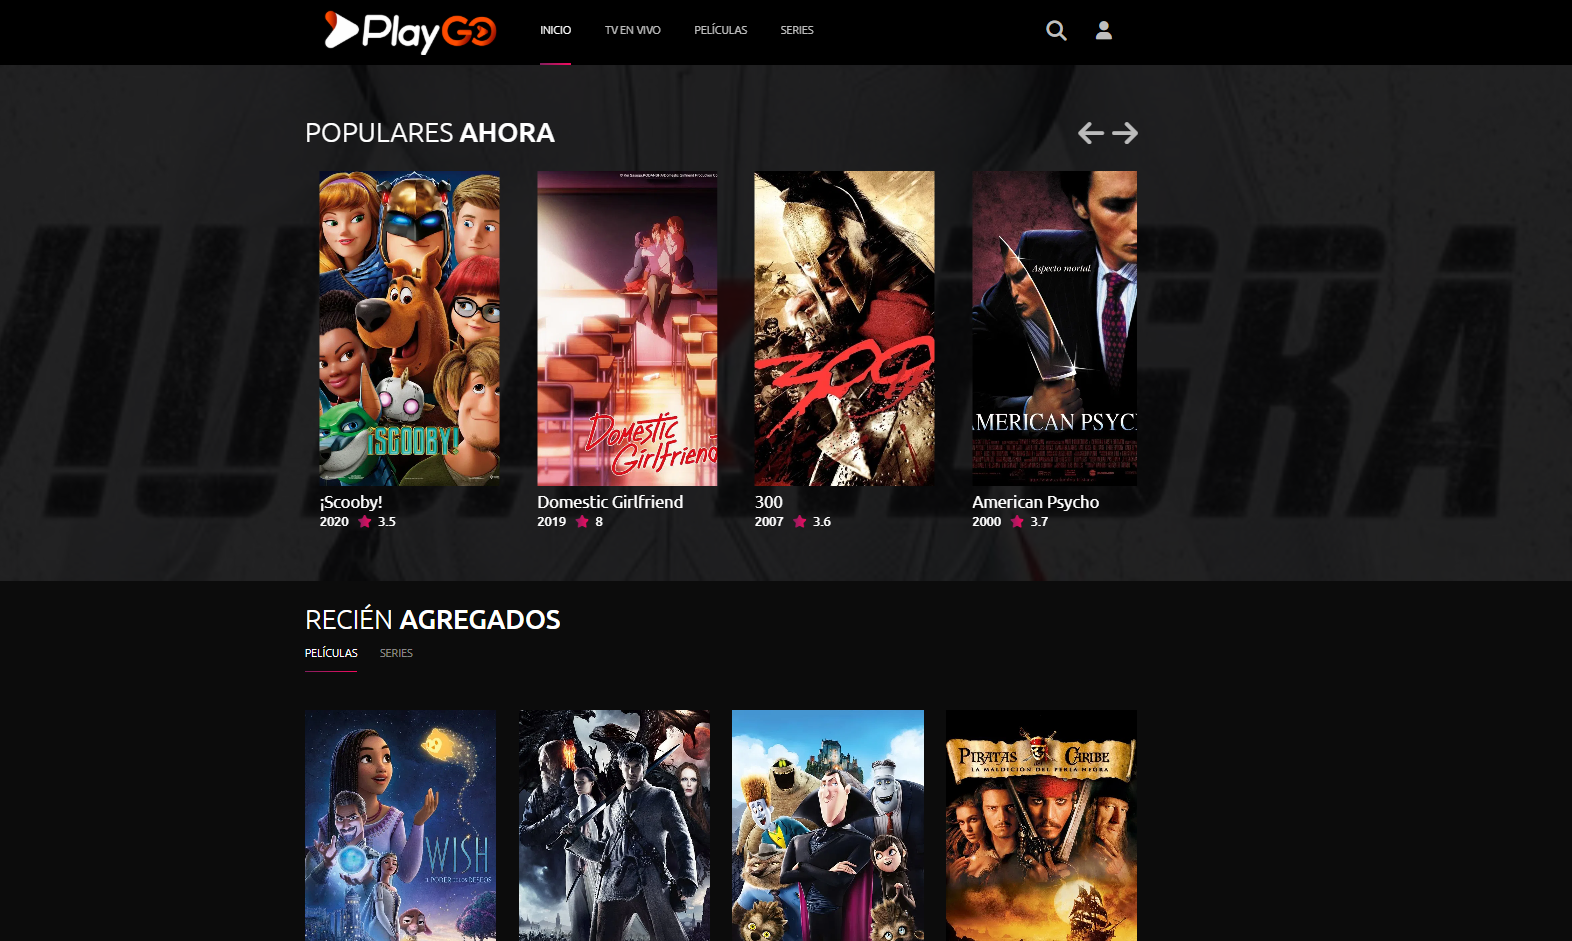 PlayGO
INICIO
TV EN VIVO
PELÍCULAS
SERIES
POPULARES AHORA
¡SCOOBY!
Domestic
Girlfriend
300
Aspecto mortal.
AMERICAN PSYC
¡Scooby!
2020 3.5
Domestic Girlfriend
2019 8
300
2007 3.6
American Psycho
2000 3.7
RECIÉN AGREGADOS
PELÍCULAS
SERIES
WISH
EL PODER DE LOS DESEOS
PIRATAS CARIBE
LA MALDICIÓN DEL PERLA NEGRA